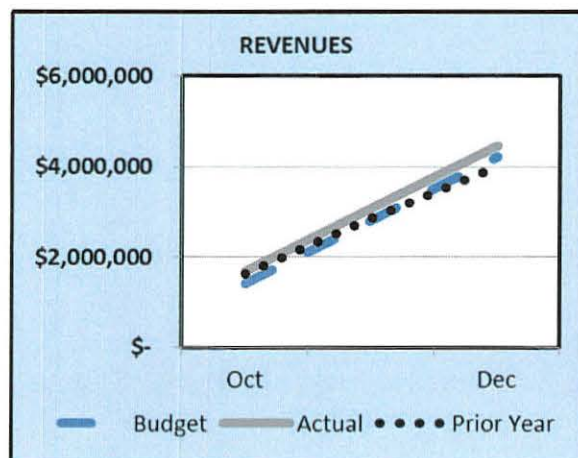 REVENUES
$6,000,000
$4,000,000
$2,000,000
$-
Oct Dec
Budget Actual Prior Year